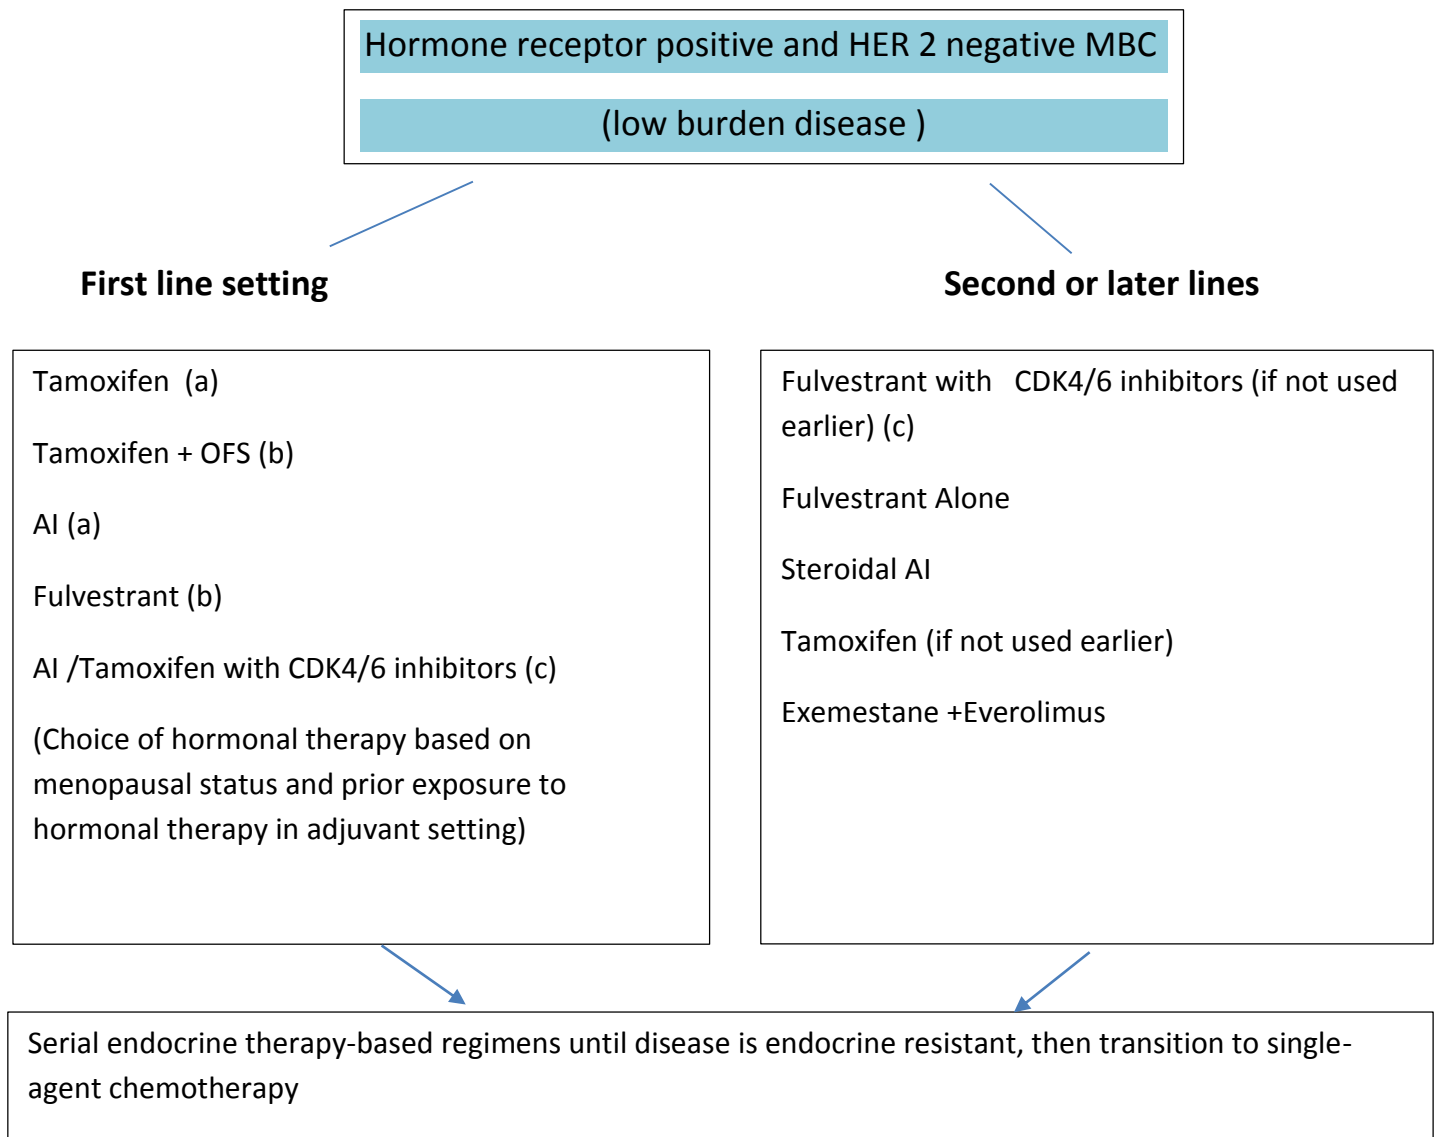 Hormone receptor positive and HER 2 negative MBC
(low burden disease )
First line setting
Second or later lines
Tamoxifen (a)
Tamoxifen + OFS (b)
AI (a)
Fulvestrant (b)
AI /Tamoxifen with CDK4/6 inhibitors (c)
(Choice of hormonal therapy based on
menopausal status and prior exposure to
hormonal therapy in adjuvant setting)
Fulvestrant with CDK4/6 inhibitors (if not used
earlier) (c)
Fulvestrant Alone
Steroidal AI
Tamoxifen (if not used earlier)
Exemestane +Everolimus
Serial endocrine therapy-based regimens until disease is endocrine resistant, then transition to single-
agent chemotherapy